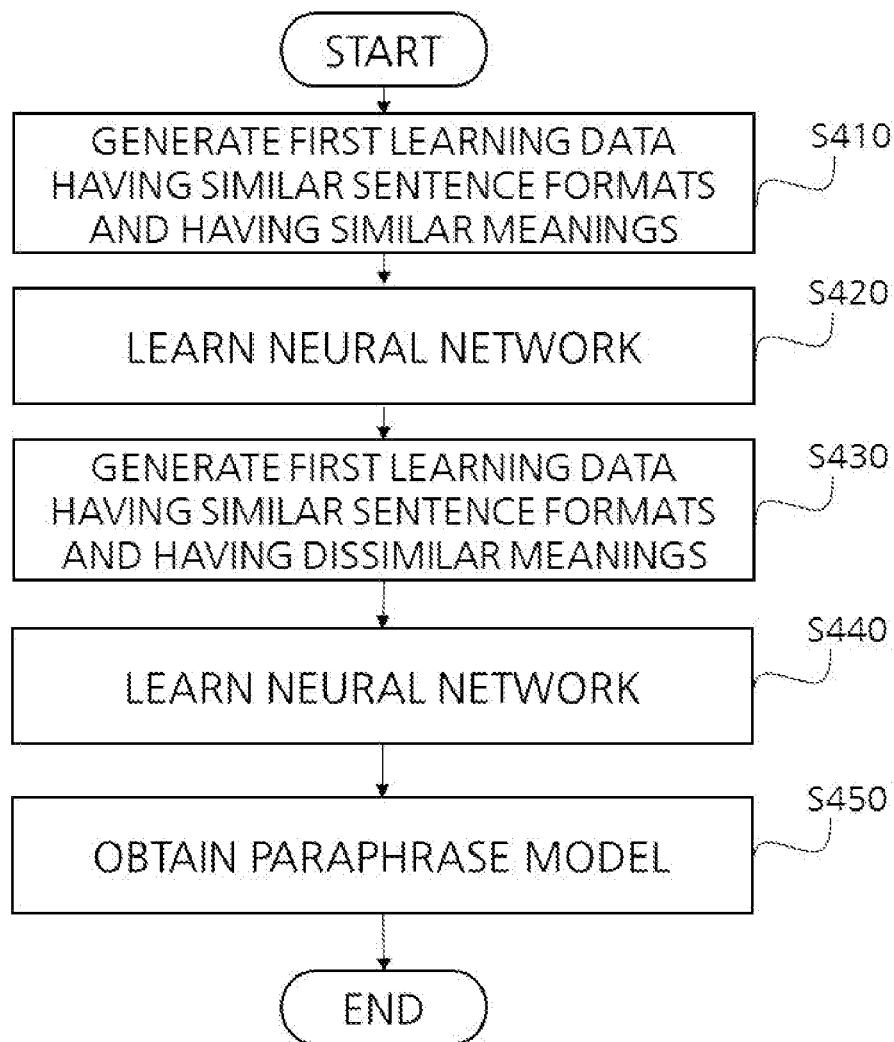 START
GENERATE FIRST LEARNING DATA
HAVING SIMILAR SENTENCE FORMATS
AND HAVING SIMILAR MEANINGS
S410
LEARN NEURAL NETWORK
S420
GENERATE FIRST LEARNING DATA
HAVING SIMILAR SENTENCE FORMATS
AND HAVING DISSIMILAR MEANINGS
S430
LEARN NEURAL NETWORK
S440
OBTAIN PARAPHRASE MODEL
S450
END